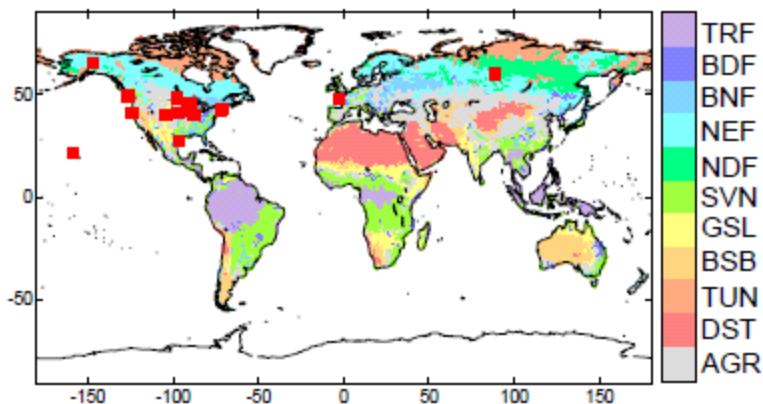 TRF
BDF
BNF
NEF
NDF
SVN
GSL
BSB
TUN
DST
AGR
50
0
-50
-150 -100 -50 0 50 100 150